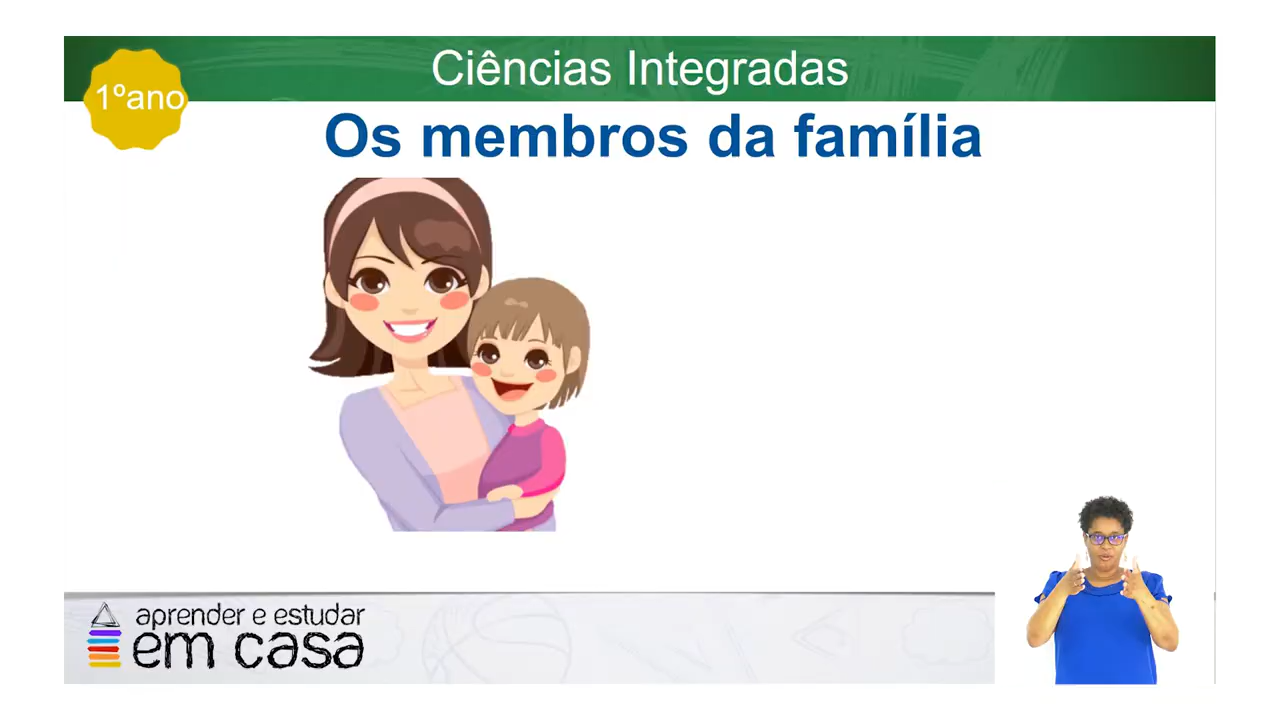 Ciências Integradas
1ºano
Os membros da família
aprender e estudar
em casa